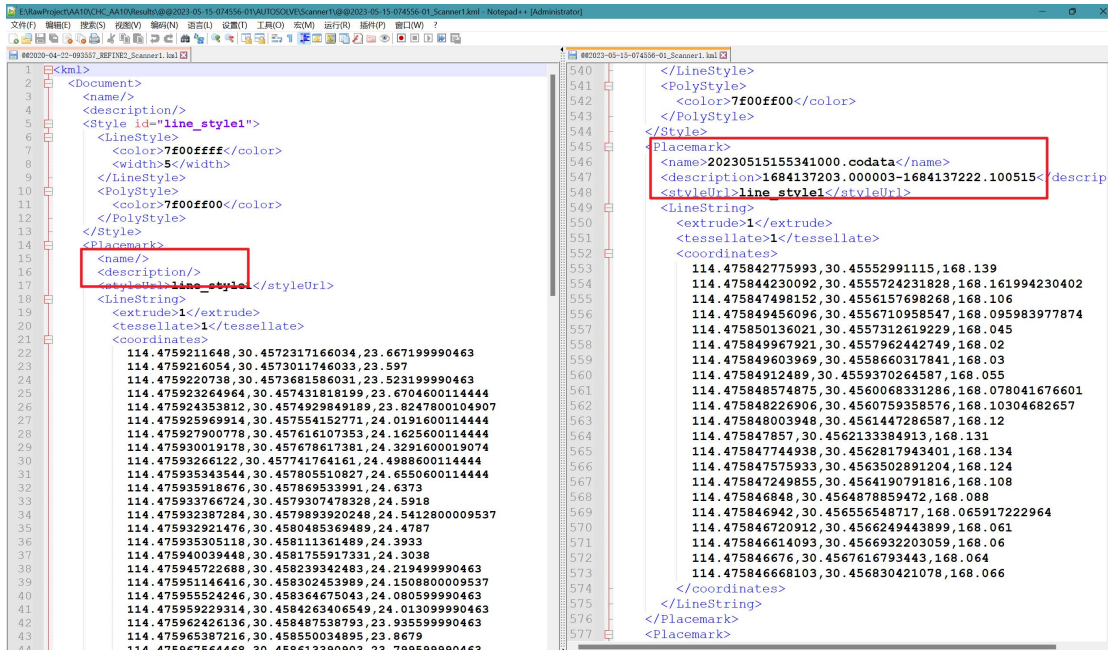 E:\RawProject\AA10\CHC_AA10\Results\@@2023-05-15-074556-01\AUTOSOLVE\Scanner1\@@2023-05-15-074556-01_Scanner1.kml - Notepad++ [Administrator]
文件(F) 编辑(E) 搜索(S) 视图(V) 编码(N) 语言(L) 设置(T) 工具(O) 宏(M) 运行(R) 插件(P) 窗口(W) ?
@@2020-04-22-093557_REFINE2_Scanner1.kml
1 <kml>
2 <Document>
3 <name/>
4 <description/>
5 <Style id="line_style1">
6 <LineStyle>
7 <color>7f00ffff</color>
8 <width>5</width>
9 </LineStyle>
10 <PolyStyle>
11 <color>7f00ff00</color>
12 </PolyStyle>
13 </Style>
14 <Placemark>
15 <name/>
16 <description/>
17 <styleUrl>line_style1</styleUrl>
18 <LineString>
19 <extrude>1</extrude>
20 <tessellate>1</tessellate>
21 <coordinates>
22 114.4759211648,30.4572317166034,23.667199990463
23 114.4759216054,30.4573011746033,23.597
24 114.4759220738,30.4573681586031,23.523199990463
25 114.475923264964,30.457431818199,23.6704600114444
26 114.475924353812,30.4574929849189,23.8247800104907
27 114.475925969914,30.457554152771,24.0191600114444
28 114.475927900778,30.457616107353,24.1625600114444
29 114.475930019178,30.457678617381,24.3291600019074
30 114.47593266122,30.457741764161,24.4988600114444
31 114.475935343544,30.457805510827,24.6550600114444
32 114.475935918676,30.457869533991,24.6373
33 114.475933766724,30.4579307478328,24.5918
34 114.475932387284,30.4579893920248,24.5412800009537
35 114.475932921476,30.4580485369489,24.4787
36 114.475935305118,30.458111361489,24.3933
37 114.475940039448,30.4581755917331,24.3038
38 114.475945722688,30.458239342483,24.219499990463
39 114.475951146416,30.458302453989,24.1508800009537
40 114.475955524246,30.458364675043,24.080599990463
41 114.475959229314,30.4584263406549,24.013099990463
42 114.475962426136,30.4584875387​93,23.935599990463
43 114.475965387216,30.458550034895,23.8679
44 114.475967564468,30.458613390903,23.799599990463
@@2023-05-15-074556-01_Scanner1.kml
540 </LineStyle>
541 <PolyStyle>
542 <color>7f00ff00</color>
543 </PolyStyle>
544 </Style>
545 <Placemark>
546 <name>20230515155341000.codata</name>
547 <description>1684137203.000003-1684137222.100515</descrip
548 <styleUrl>line_style1</styleUrl>
549 <LineString>
550 <extrude>1</extrude>
551 <tessellate>1</tessellate>
552 <coordinates>
553 114.475842775993,30.45552991115,168.139
554 114.475844230092,30.4555724231828,168.161994230402
555 114.475847498152,30.4556157698268,168.106
556 114.475849456096,30.4556710958547,168.095983977874
557 114.475850136021,30.4557312619229,168.045
558 114.475849967921,30.4557962442749,168.02
559 114.475849603969,30.4558660317841,168.03
560 114.47584912489,30.4559370264587,168.055
561 114.475848574875,30.4560068331286,168.078041676601
562 114.475848226906,30.4560759358576,168.10304682657
563 114.475848003948,30.4561447286587,168.12
564 114.47584785​7,30.4562133384913,168.131
565 114.475847744938,30.4562817943401,168.134
566 114.475847575933,30.4563502891204,168.124
567 114.475847249855,30.4564190791816,168.108
568 114.475846848,30.4564878859472,168.088
569 114.475846942,30.456556548717,168.065917222964
570 114.475846720912,30.4566249443899,168.061
571 114.475846614093,30.4566932203059,168.06
572 114.475846676,30.4567616793443,168.064
573 114.475846668103,30.456830421078,168.066
574 </coordinates>
575 </LineString>
576 </Placemark>
577 <Placemark>